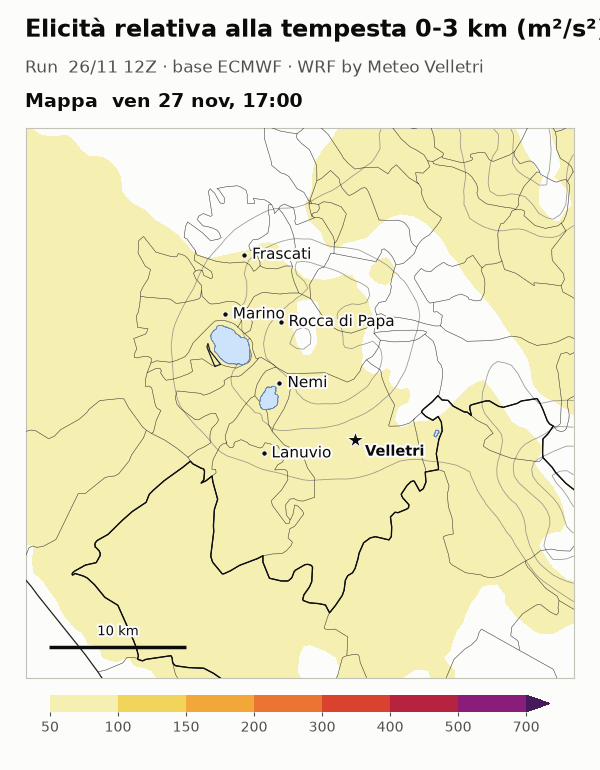 Elicità relativa alla tempesta 0-3 km (m²/s²)
Run  26/11 12Z · base ECMWF · WRF by Meteo Velletri
Mappa  ven 27 nov, 17:00
Frascati
Marino
Rocca di Papa
Nemi
Velletri
Lanuvio
10 km
50 100 150 200 300 400 500 700